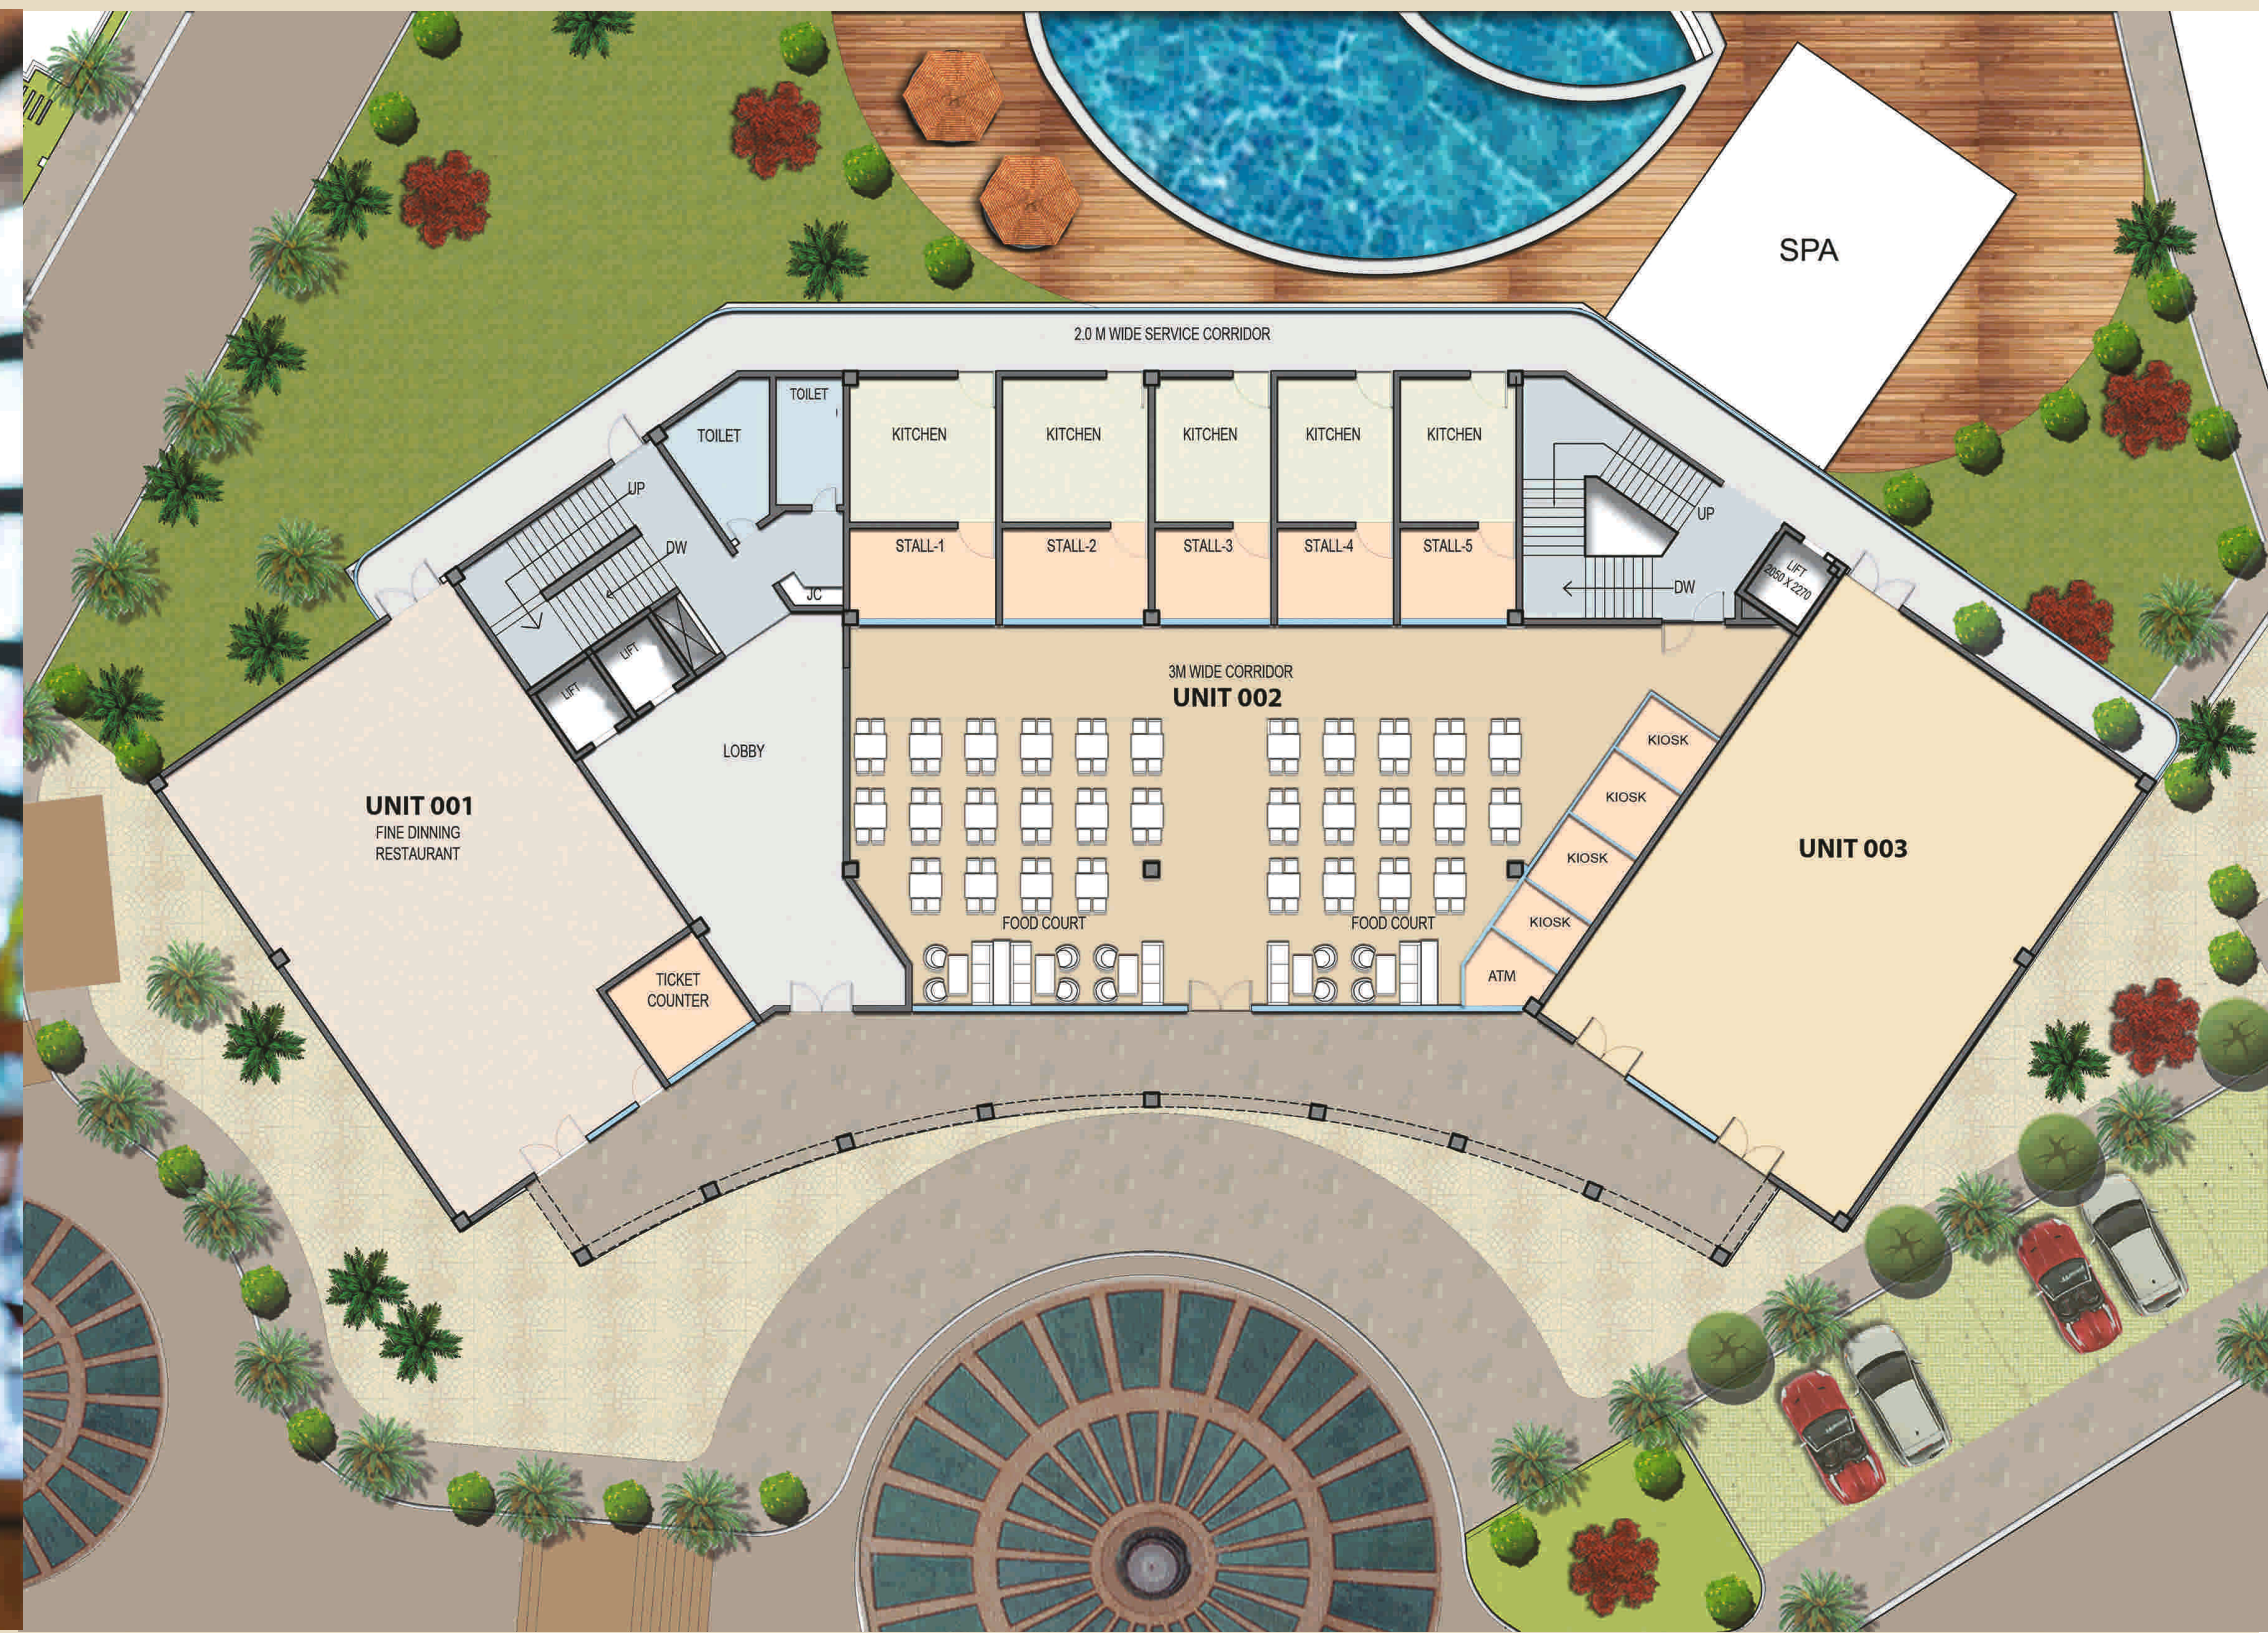 SPA
2.0 M WIDE SERVICE CORRIDOR
TOILET
TOILET
KITCHEN
KITCHEN
KITCHEN
KITCHEN
KITCHEN
UP
UP
DW
STALL-1
STALL-2
STALL-3
STALL-4
STALL-5
DW
LIFT
2050 X 2270
JC
LIFT
LIFT
3M WIDE CORRIDOR
UNIT 002
LOBBY
KIOSK
KIOSK
KIOSK
KIOSK
ATM
UNIT 001
FINE DINNING
RESTAURANT
UNIT 003
FOOD COURT
FOOD COURT
TICKET
COUNTER